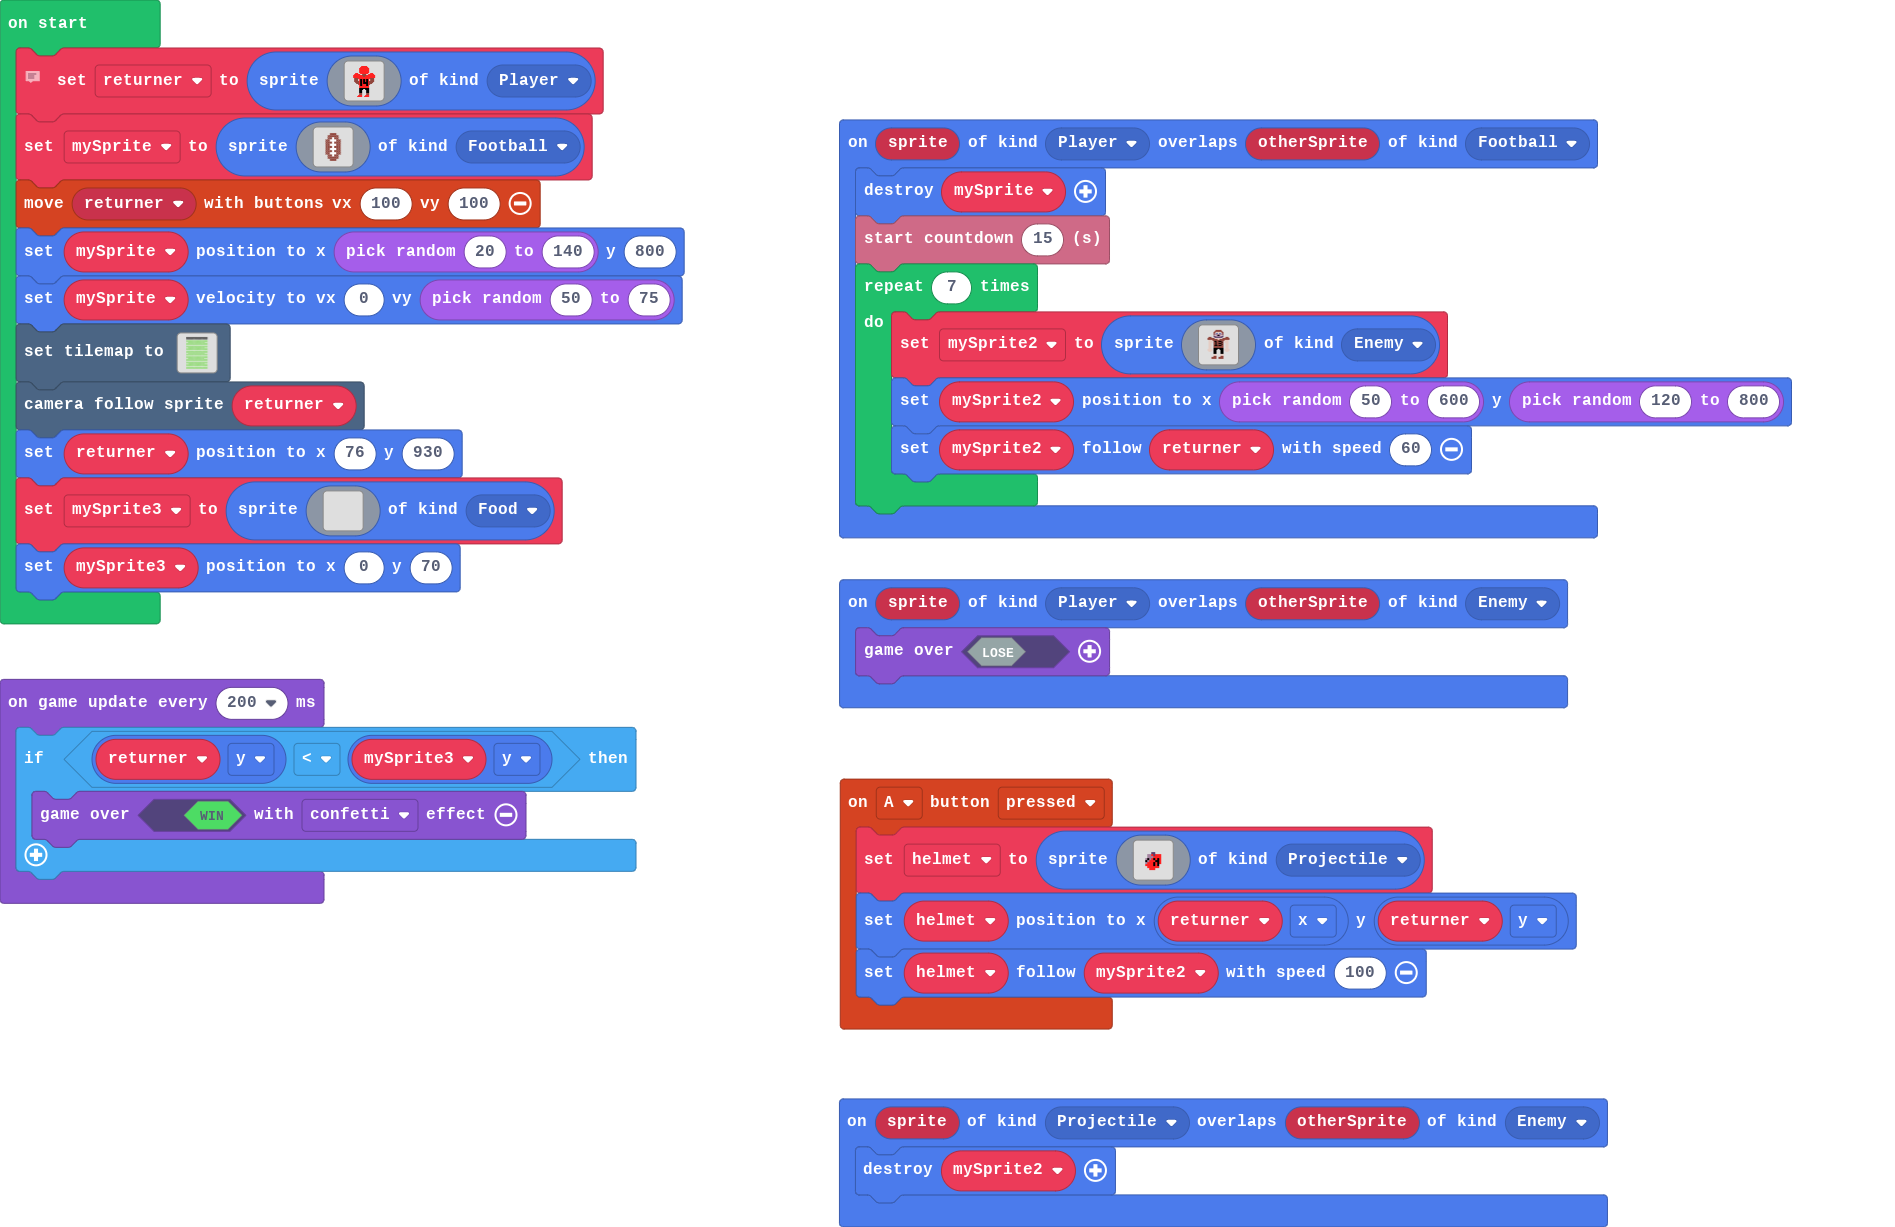 on start
set returner to sprite of kind Player
set mySprite to sprite of kind Football
move returner with buttons vx 100 vy 100
set mySprite position to x pick random 20 to 140 y 800
set mySprite velocity to vx 0 vy pick random 50 to 75
set tilemap to
camera follow sprite returner
set returner position to x 76 y 930
set mySprite3 to sprite of kind Food
set mySprite3 position to x 0 y 70
on game update every 200 ms
if returner y < mySprite3 y then
game over WIN with confetti effect
on sprite of kind Player overlaps otherSprite of kind Football
destroy mySprite
start countdown 15 (s)
repeat 7 times
do
set mySprite2 to sprite of kind Enemy
set mySprite2 position to x pick random 50 to 600 y pick random 120 to 800
set mySprite2 follow returner with speed 60
on sprite of kind Player overlaps otherSprite of kind Enemy
game over LOSE
on A button pressed
set helmet to sprite of kind Projectile
set helmet position to x returner x y returner y
set helmet follow mySprite2 with speed 100
on sprite of kind Projectile overlaps otherSprite of kind Enemy
destroy mySprite2